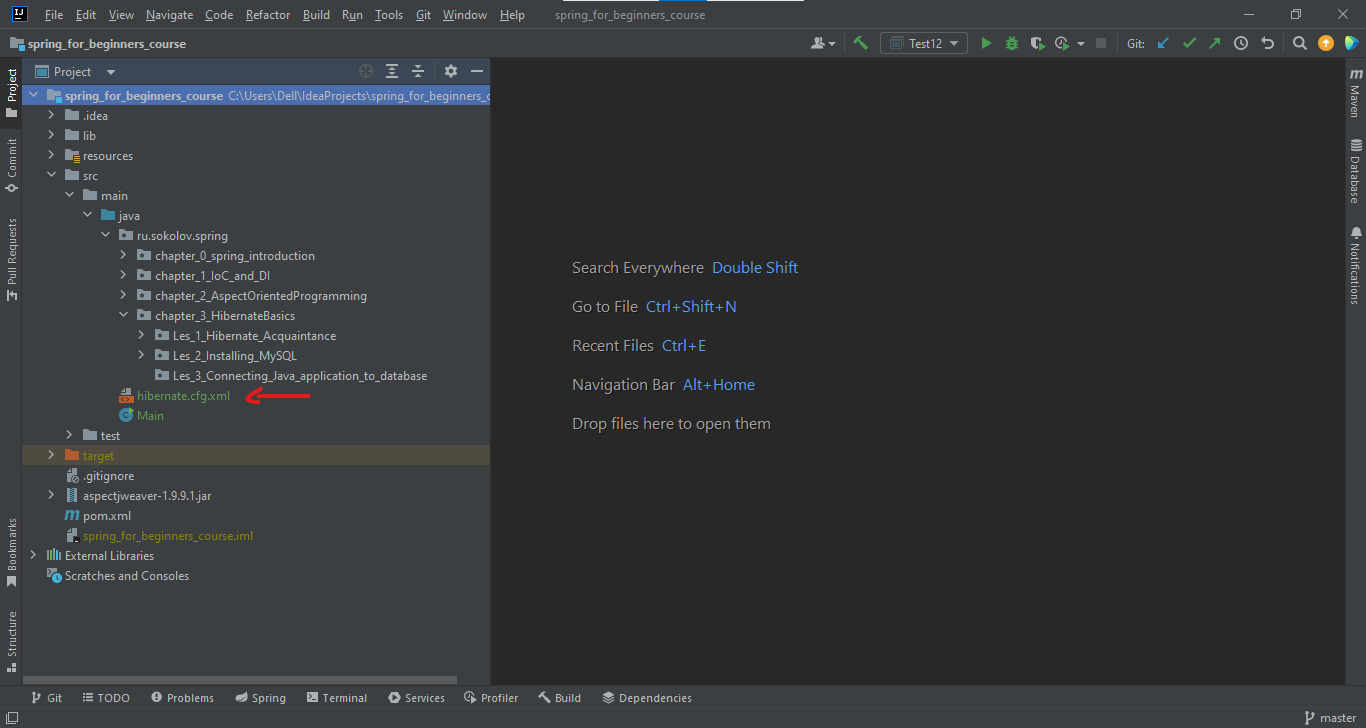 IJ File Edit View Navigate Code Refactor Build Run Tools Git Window Help spring_for_beginners_course
spring_for_beginners_course Test12 Git:
Project
spring_for_beginners_course C:\Users\Dell\IdeaProjects\spring_for_beginners_c
.idea
lib
resources
src
main
java
ru.sokolov.spring
chapter_0_spring_introduction
chapter_1_IoC_and_DI
chapter_2_AspectOrientedProgramming
chapter_3_HibernateBasics
Les_1_Hibernate_Acquaintance
Les_2_Installing_MySQL
Les_3_Connecting_Java_application_to_database
hibernate.cfg.xml
Main
test
target
.gitignore
aspectjweaver-1.9.9.1.jar
pom.xml
spring_for_beginners_course.iml
External Libraries
Scratches and Consoles
Project
Commit
Pull Requests
Bookmarks
Structure
Search Everywhere Double Shift
Go to File Ctrl+Shift+N
Recent Files Ctrl+E
Navigation Bar Alt+Home
Drop files here to open them
m
Maven
Database
Notifications
Git TODO Problems Spring Terminal Services Profiler Build Dependencies
master